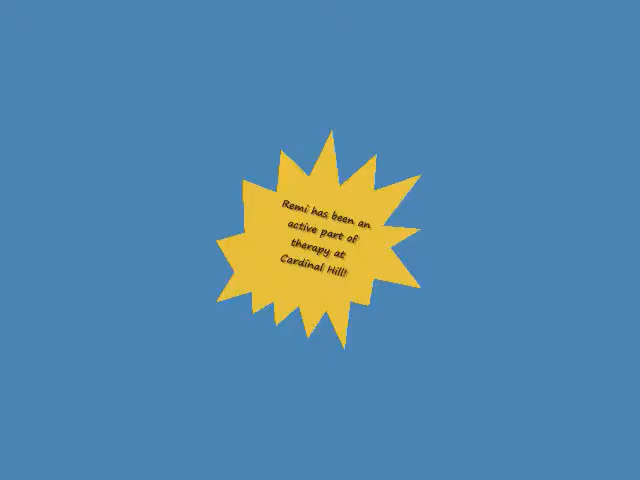 Remi has been an
active part of
therapy at
Cardinal Hill!